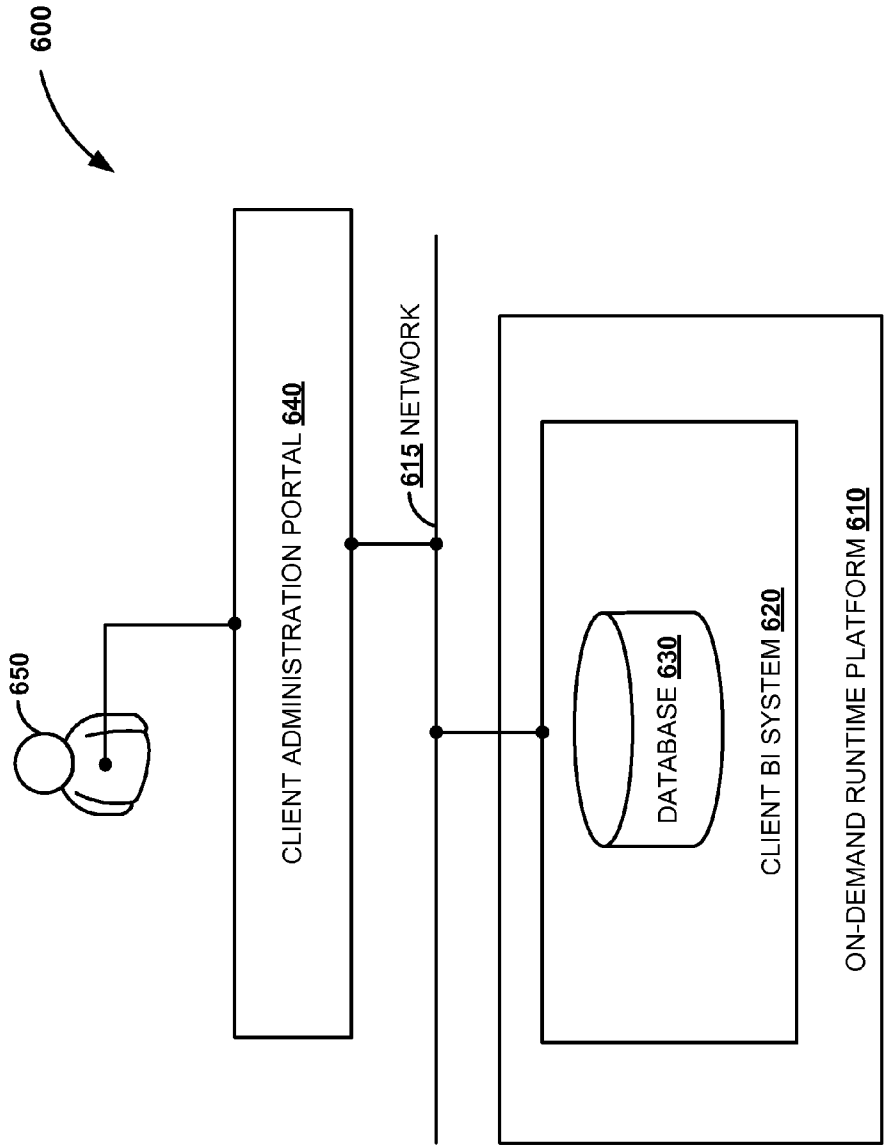 600
650
CLIENT ADMINISTRATION PORTAL 640
615 NETWORK
DATABASE 630
CLIENT BI SYSTEM 620
ON-DEMAND RUNTIME PLATFORM 610